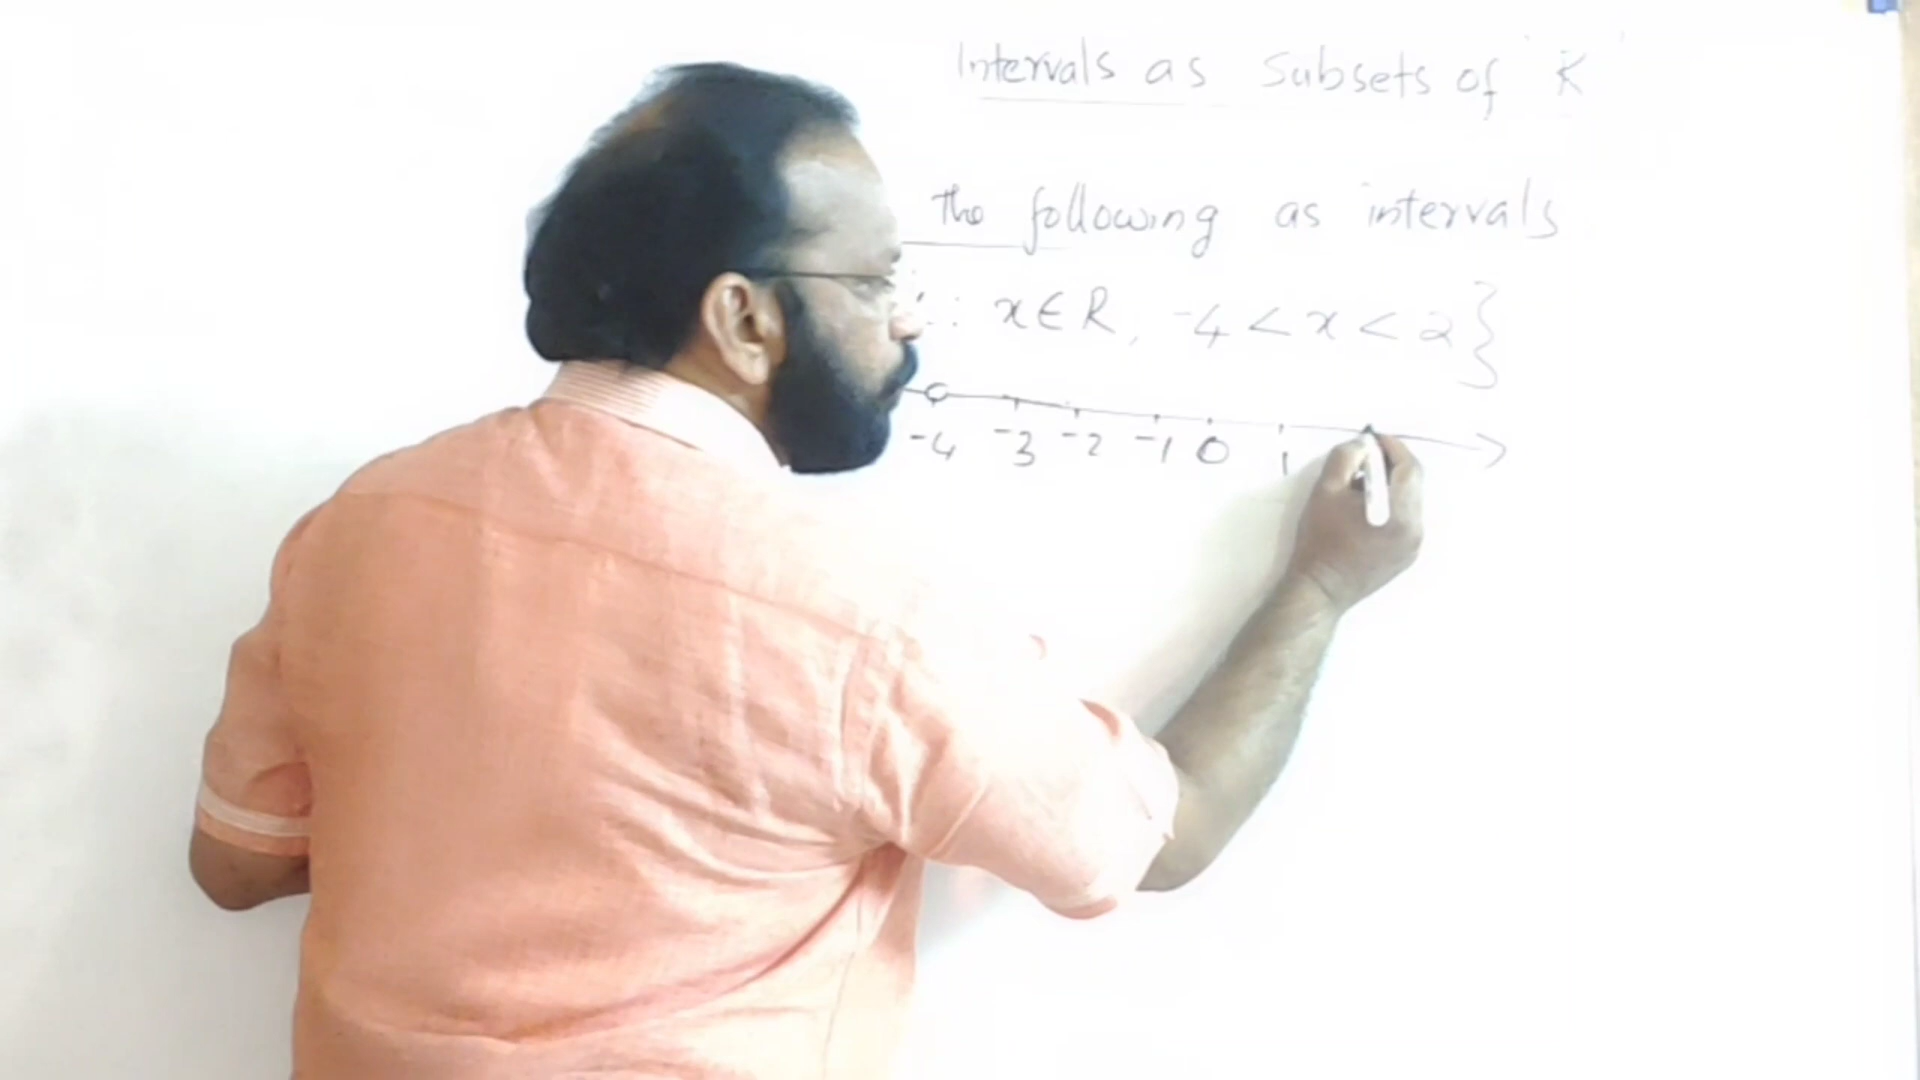 Intervals as Subsets of 'R'
the following as intervals
: x∈R, -4 < x < 2}
-4 -3 -2 -1 0 1